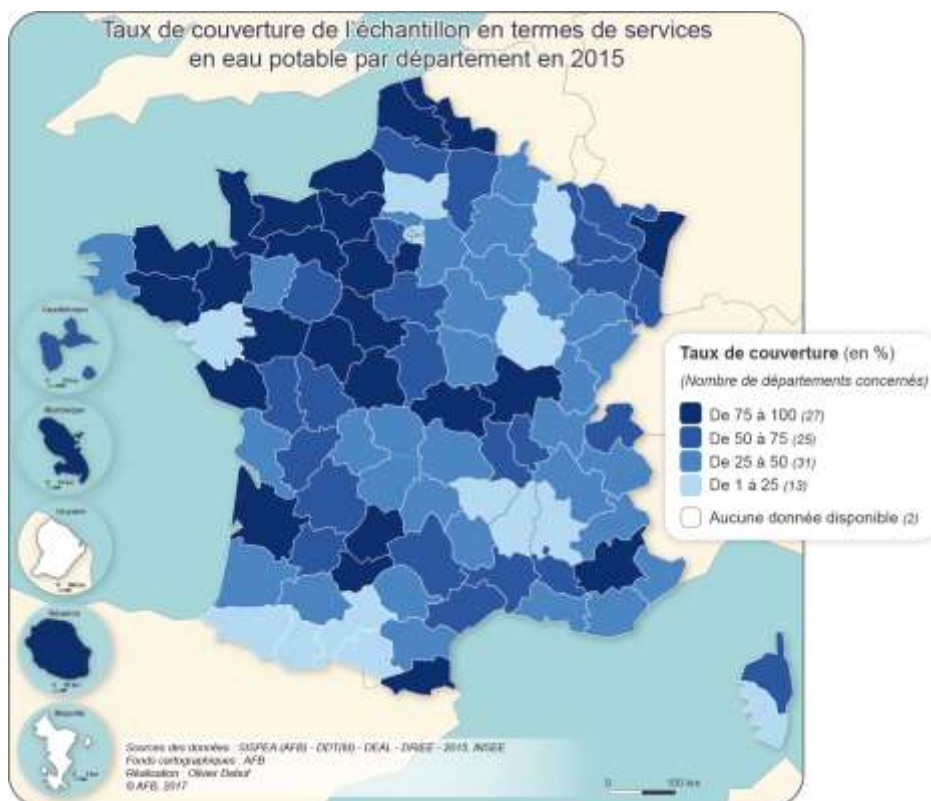 Taux de couverture de l'échantillon en termes de services
en eau potable par département en 2015
Guadeloupe
Martinique
Guyane
Mayotte
Taux de couverture (en %)
(Nombre de départements concernés)
De 75 à 100 (27)
De 50 à 75 (25)
De 25 à 50 (31)
De 1 à 25 (13)
Aucune donnée disponible (2)
Sources des données : SISPEA (AFB) - DDT(M) - DEAL - DRIEE - 2015, INSEE
Fonds cartographiques : AFB
Réalisation : Olivier Debuf
© AFB, 2017
0 100 km